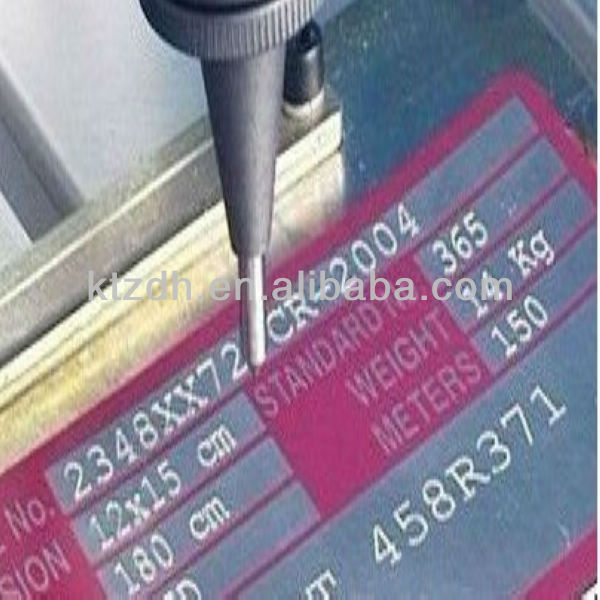 ktzdh.en.alibaba.com
No. 2348XX72 CR-2004
12x15 cm STANDARD 365
180 cm WEIGHT 14 Kg
METERS 150
458R371